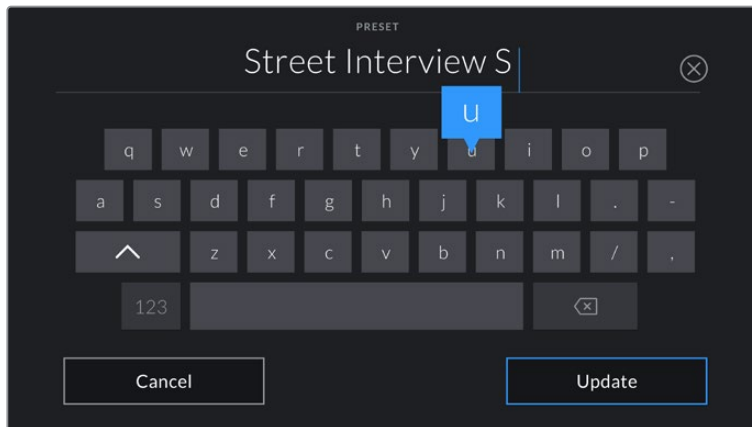 PRESET
Street Interview S
u
q w e r t y u i o p
a s d f g h j k l . -
z x c v b n m / ,
123
Cancel Update